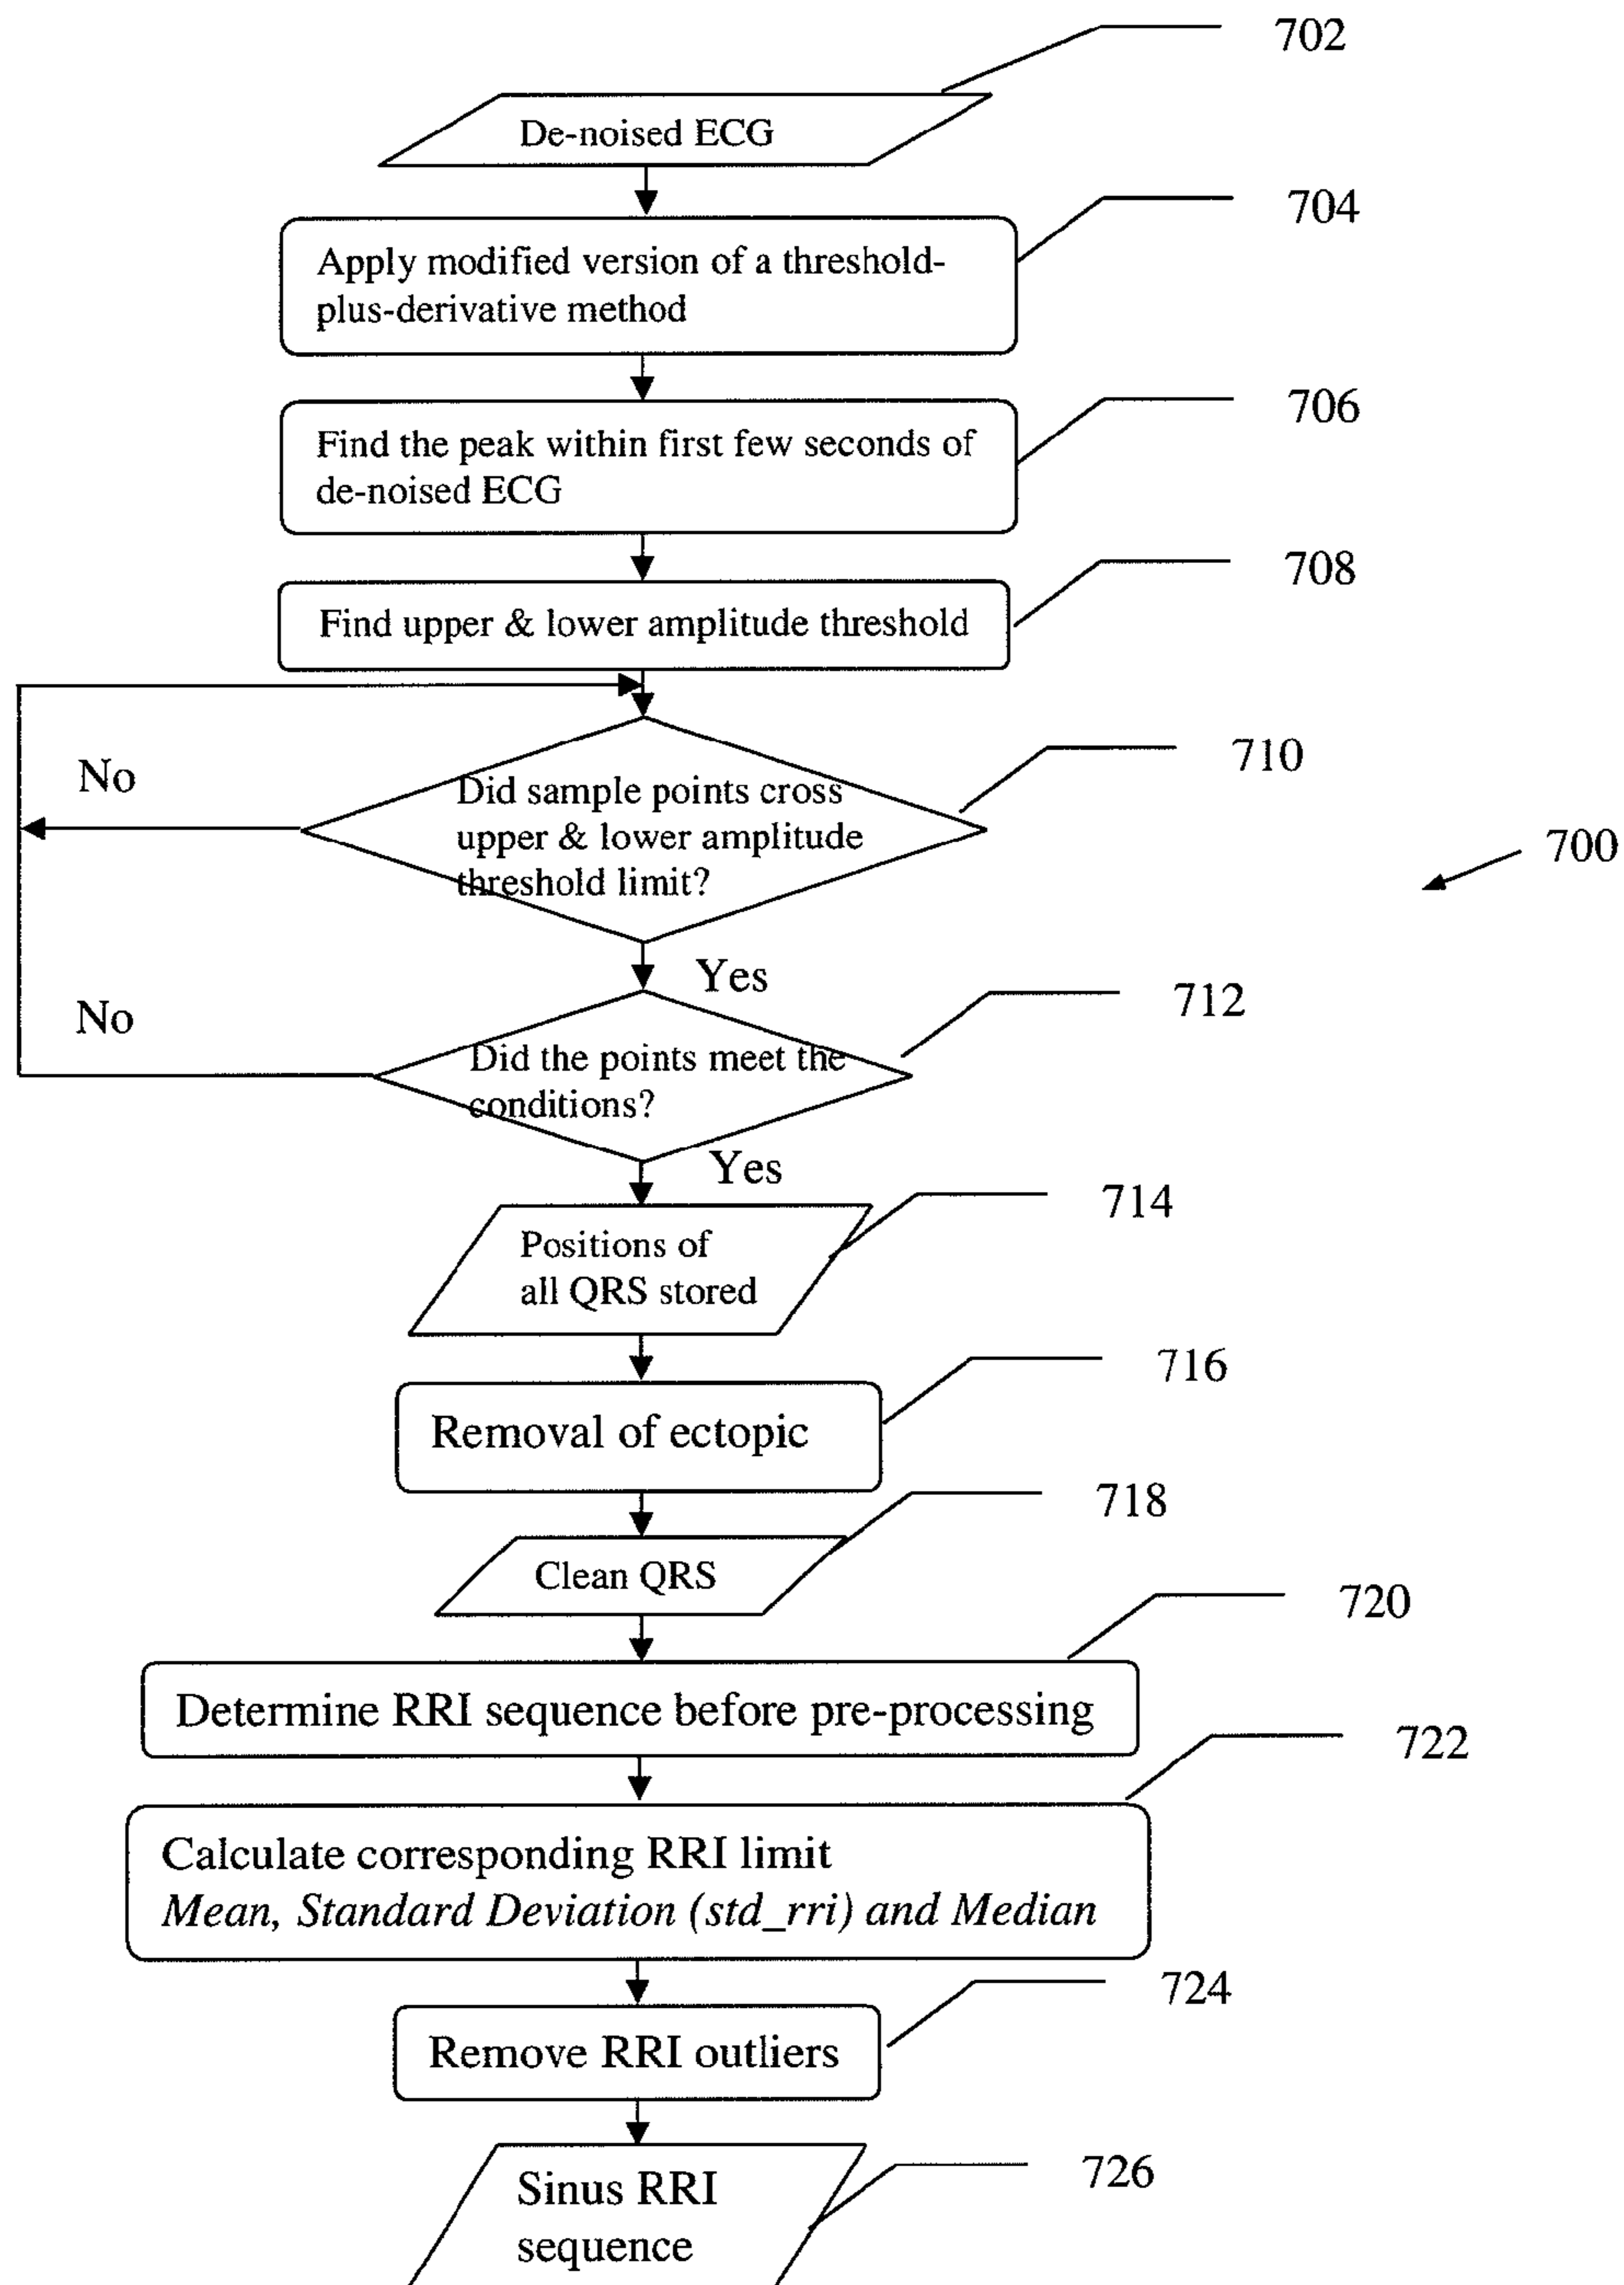 702
De-noised ECG
704
Apply modified version of a threshold-
plus-derivative method
706
Find the peak within first few seconds of
de-noised ECG
708
Find upper & lower amplitude threshold
No
710
Did sample points cross
upper & lower amplitude
threshold limit?
700
Yes
No
712
Did the points meet the
conditions?
Yes
714
Positions of
all QRS stored
716
Removal of ectopic
718
Clean QRS
720
Determine RRI sequence before pre-processing
722
Calculate corresponding RRI limit
Mean, Standard Deviation (std_rri) and Median
724
Remove RRI outliers
726
Sinus RRI
sequence